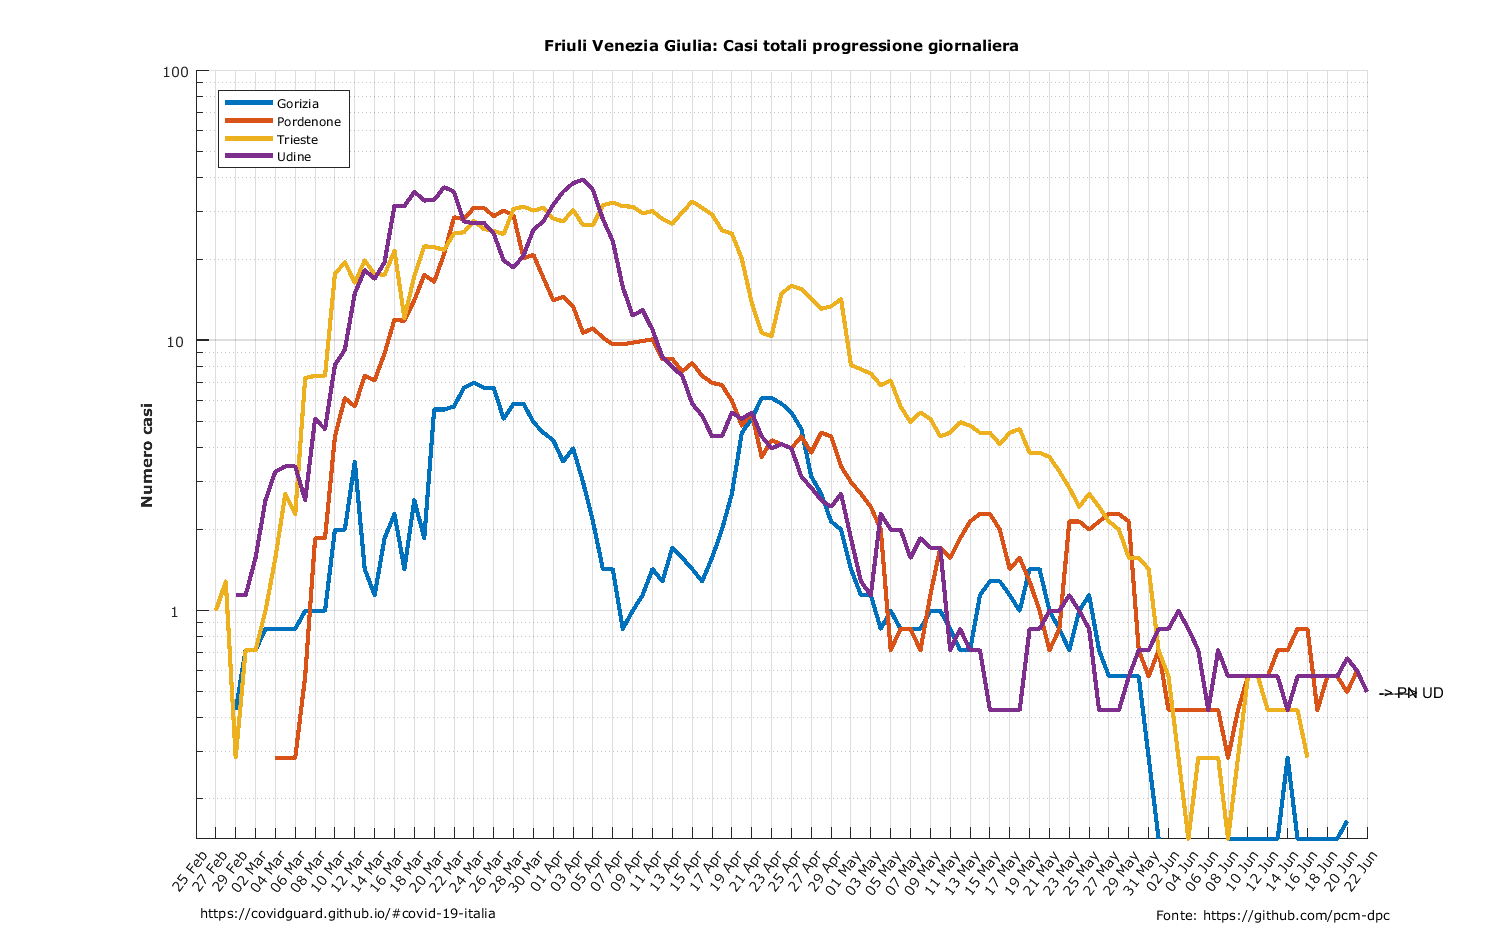 Friuli Venezia Giulia: Casi totali progressione giornaliera
100
10
1
Numero casi
Gorizia
Pordenone
Trieste
Udine
-> PN UD
25 Feb
27 Feb
29 Feb
02 Mar
04 Mar
06 Mar
08 Mar
10 Mar
12 Mar
14 Mar
16 Mar
18 Mar
20 Mar
22 Mar
24 Mar
26 Mar
28 Mar
30 Mar
01 Apr
03 Apr
05 Apr
07 Apr
09 Apr
11 Apr
13 Apr
15 Apr
17 Apr
19 Apr
21 Apr
23 Apr
25 Apr
27 Apr
29 Apr
01 May
03 May
05 May
07 May
09 May
11 May
13 May
15 May
17 May
19 May
21 May
23 May
25 May
27 May
29 May
31 May
02 Jun
04 Jun
06 Jun
08 Jun
10 Jun
12 Jun
14 Jun
16 Jun
18 Jun
20 Jun
22 Jun
https://covidguard.github.io/#covid-19-italia
Fonte: https://github.com/pcm-dpc